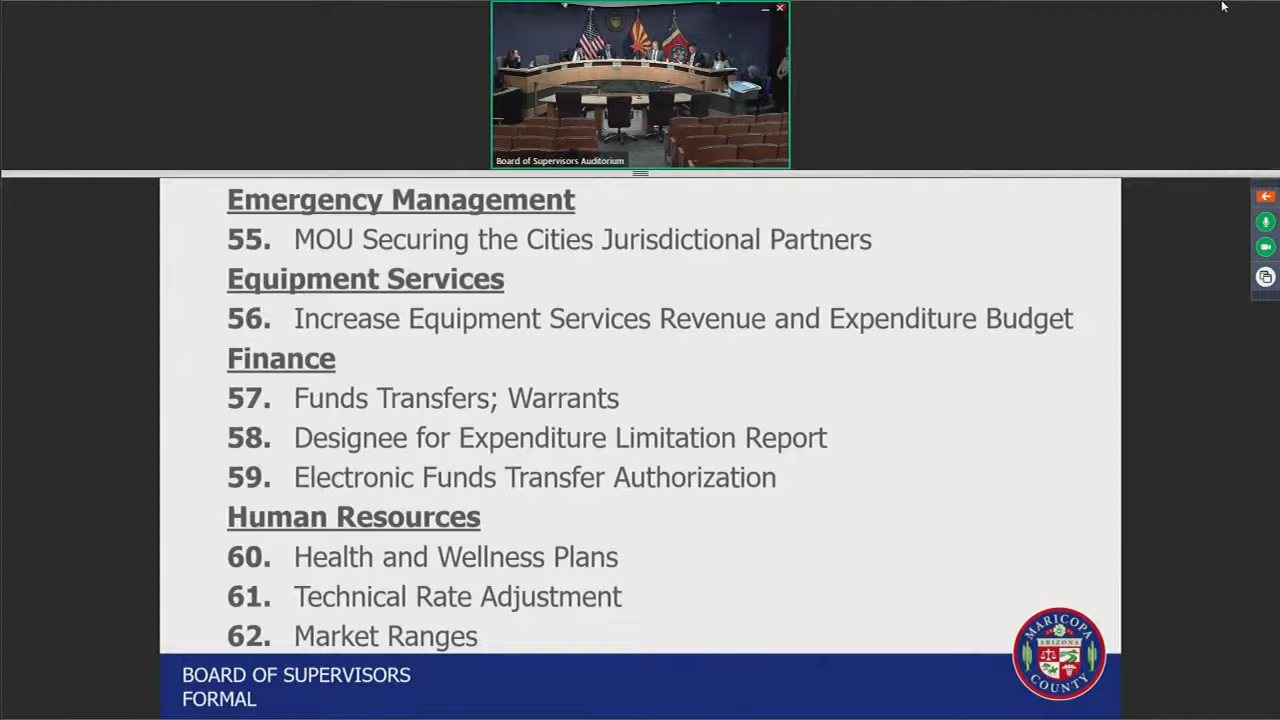 Board of Supervisors Auditorium
Emergency Management
55. MOU Securing the Cities Jurisdictional Partners
Equipment Services
56. Increase Equipment Services Revenue and Expenditure Budget
Finance
57. Funds Transfers; Warrants
58. Designee for Expenditure Limitation Report
59. Electronic Funds Transfer Authorization
Human Resources
60. Health and Wellness Plans
61. Technical Rate Adjustment
62. Market Ranges
BOARD OF SUPERVISORS
FORMAL
MARICOPA
ARIZONA
COUNTY